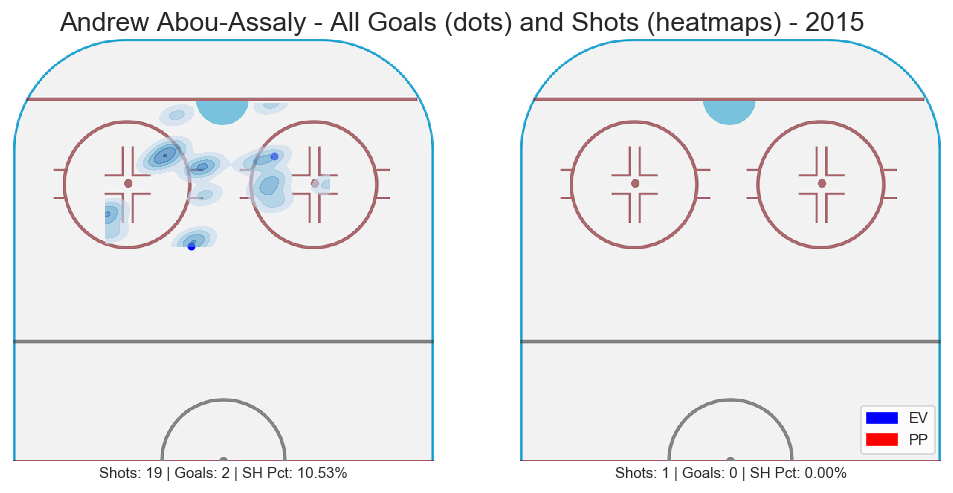 Andrew Abou-Assaly - All Goals (dots) and Shots (heatmaps) - 2015
EV
PP
Shots: 19 | Goals: 2 | SH Pct: 10.53%
Shots: 1 | Goals: 0 | SH Pct: 0.00%